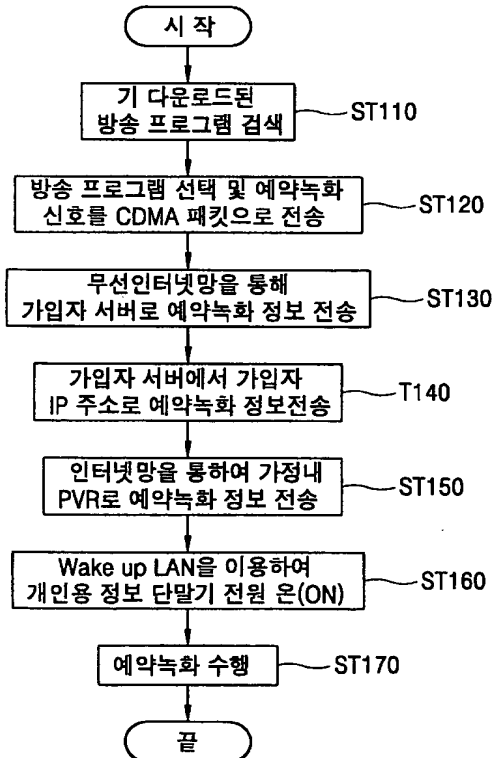 시 작
기 다운로드된
방송 프로그램 검색
ST110
방송 프로그램 선택 및 예약녹화
신호를 CDMA 패킷으로 전송
ST120
무선인터넷망을 통해
가입자 서버로 예약녹화 정보 전송
ST130
가입자 서버에서 가입자
IP 주소로 예약녹화 정보전송
T140
인터넷망을 통하여 가정내
PVR로 예약녹화 정보 전송
ST150
Wake up LAN을 이용하여
개인용 정보 단말기 전원 온(ON)
ST160
예약녹화 수행
ST170
끝